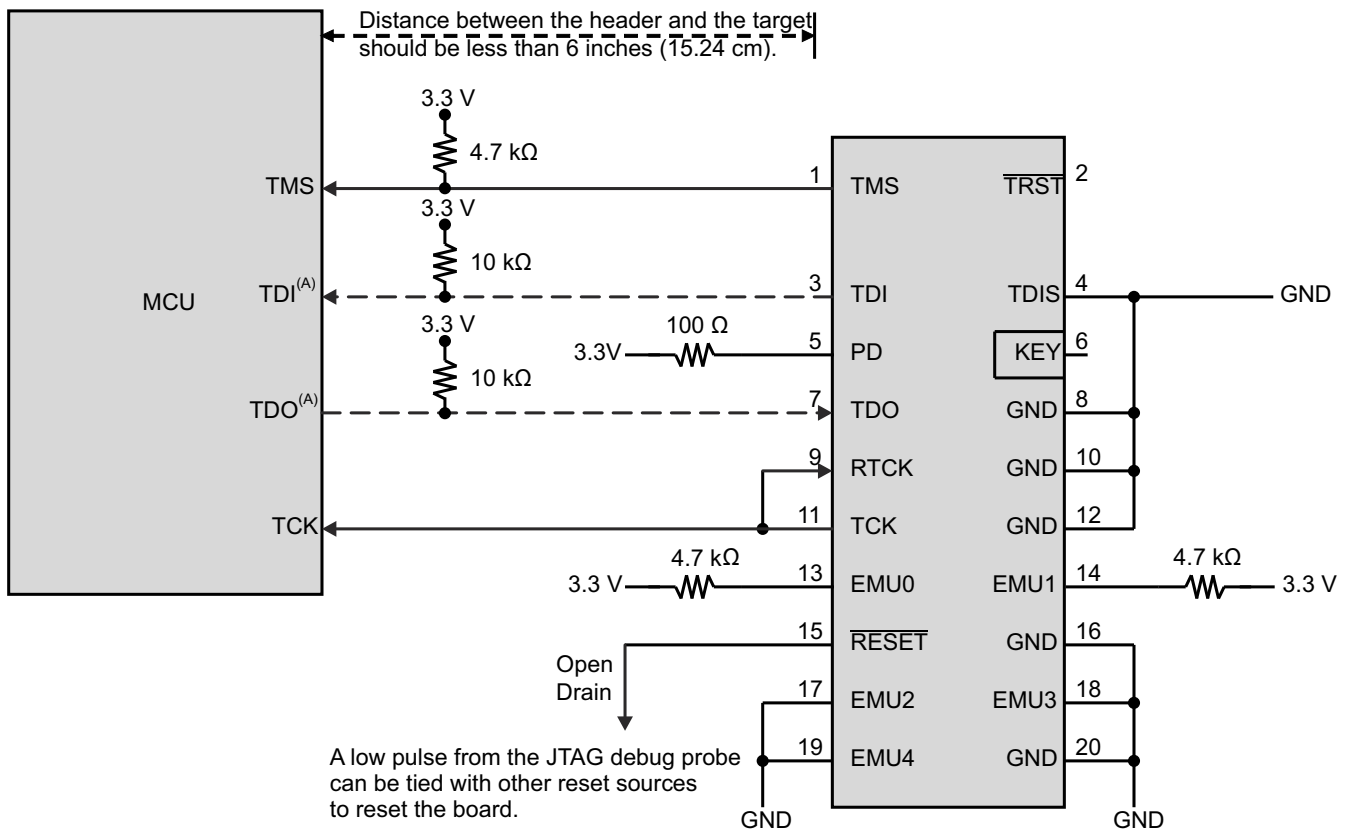 Distance between the header and the target
should be less than 6 inches (15.24 cm).
3.3 V
4.7 kΩ
TMS
1
TMS
TRST
2
3.3 V
10 kΩ
MCU
TDI(A)
3
TDI
TDIS
4
GND
3.3 V
100 Ω
3.3V
5
PD
KEY
6
10 kΩ
TDO(A)
7
TDO
GND
8
9
RTCK
GND
10
TCK
11
TCK
GND
12
4.7 kΩ
3.3 V
13
EMU0
EMU1
14
4.7 kΩ
3.3 V
15
RESET
GND
16
Open
Drain
17
EMU2
EMU3
18
19
EMU4
GND
20
A low pulse from the JTAG debug probe
can be tied with other reset sources
to reset the board.
GND
GND